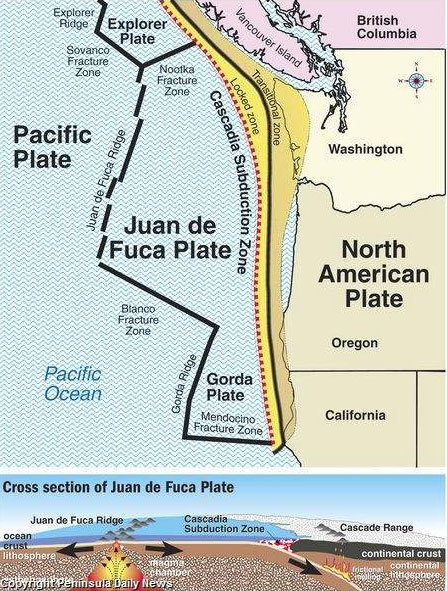 Explorer
Ridge
Explorer
Plate
British
Columbia
Vancouver Island
Pacific
Plate
Sovanco
Fracture
Zone
Nootka
Fracture
Zone
N
W
E
S
Locked zone
Transitional zone
Cascadia Subduction Zone
Washington
Pacific
Plate
Juan de Fuca Ridge
Juan de
Fuca Plate
North
American
Plate
Blanco
Fracture
Zone
Oregon
Pacific
Ocean
Gorda Ridge
Gorda
Plate
Mendocino
Fracture Zone
California
Cross section of Juan de Fuca Plate
Juan de Fuca Ridge
Cascadia
Subduction Zone
Cascade Range
ocean
crust
lithosphere
continental crust
continental
lithosphere
magma
chamber
frictional
melting
Copyright Peninsula Daily News